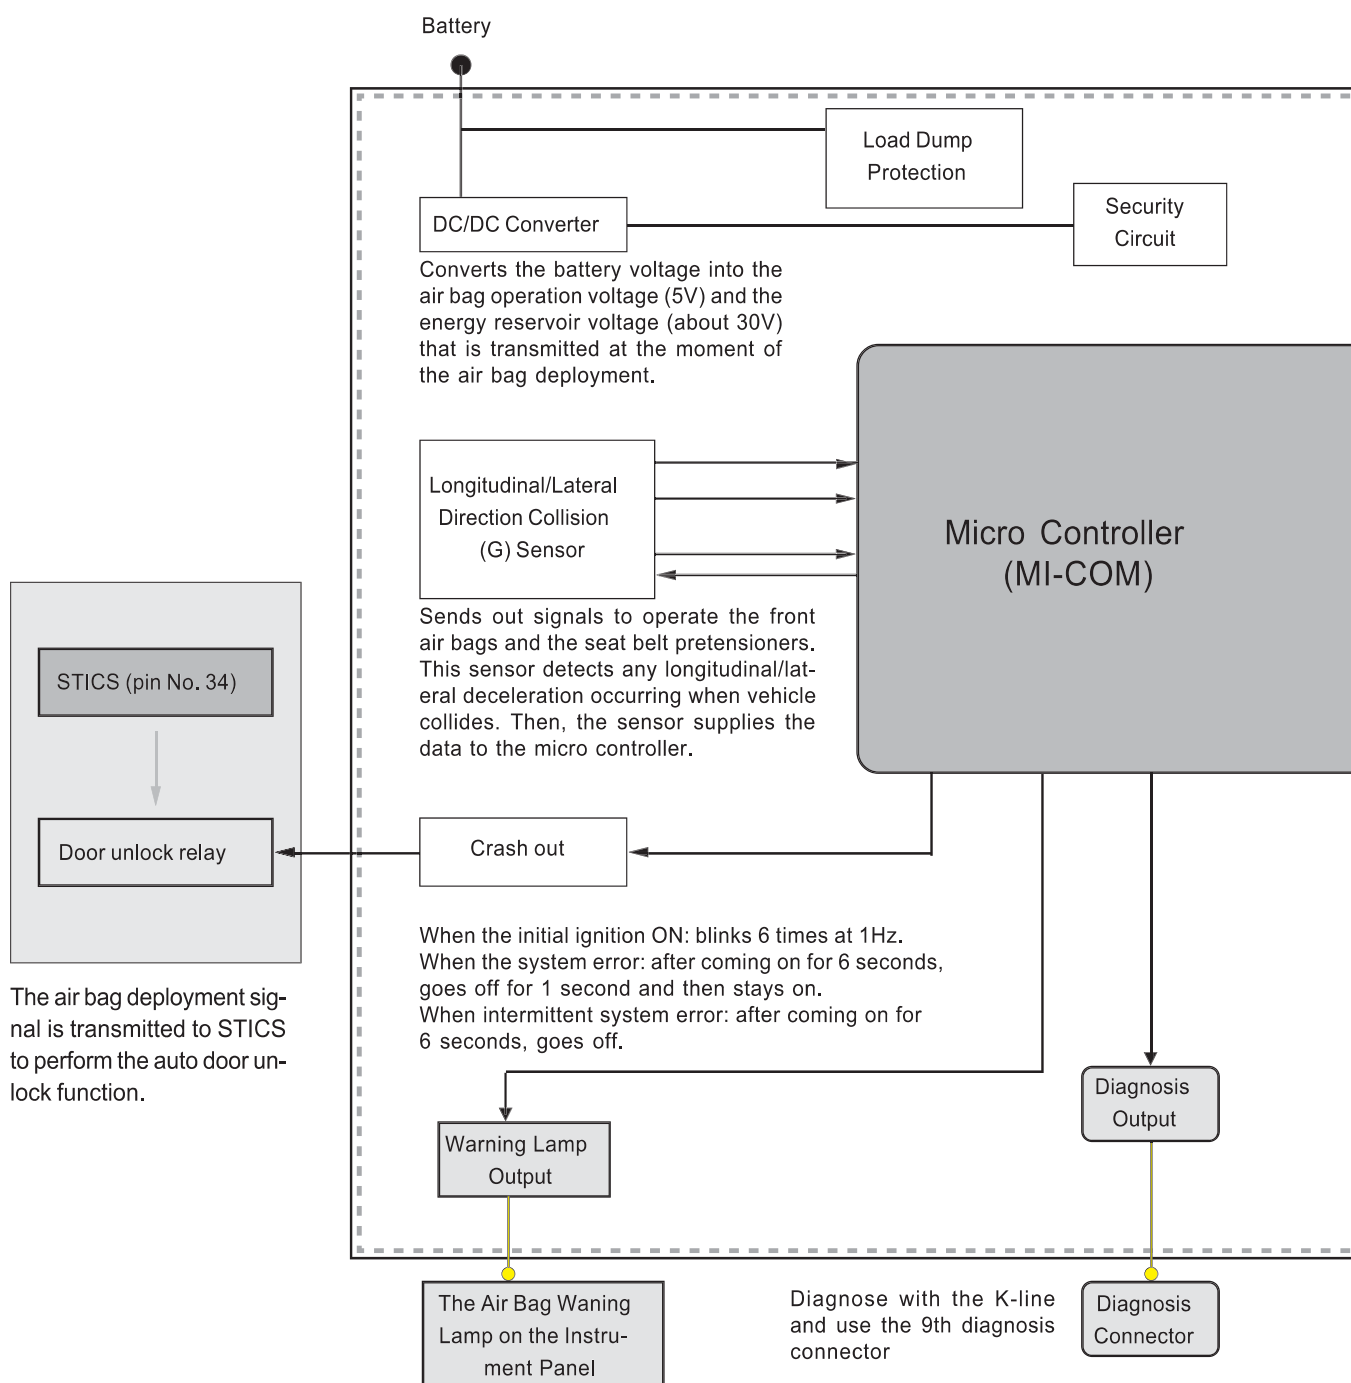 Battery
Load Dump
Protection
DC/DC Converter
Security
Circuit
Converts the battery voltage into the
air bag operation voltage (5V) and the
energy reservoir voltage (about 30V)
that is transmitted at the moment of
the air bag deployment.
Longitudinal/Lateral
Direction Collision
(G) Sensor
Micro Controller
(MI-COM)
Sends out signals to operate the front
air bags and the seat belt pretensioners.
This sensor detects any longitudinal/lat-
eral deceleration occurring when vehicle
collides. Then, the sensor supplies the
data to the micro controller.
STICS (pin No. 34)
Door unlock relay
Crash out
The air bag deployment sig-
nal is transmitted to STICS
to perform the auto door un-
lock function.
When the initial ignition ON: blinks 6 times at 1Hz.
When the system error: after coming on for 6 seconds,
goes off for 1 second and then stays on.
When intermittent system error: after coming on for
6 seconds, goes off.
Warning Lamp
Output
Diagnosis
Output
The Air Bag Waning
Lamp on the Instru-
ment Panel
Diagnose with the K-line
and use the 9th diagnosis
connector
Diagnosis
Connector